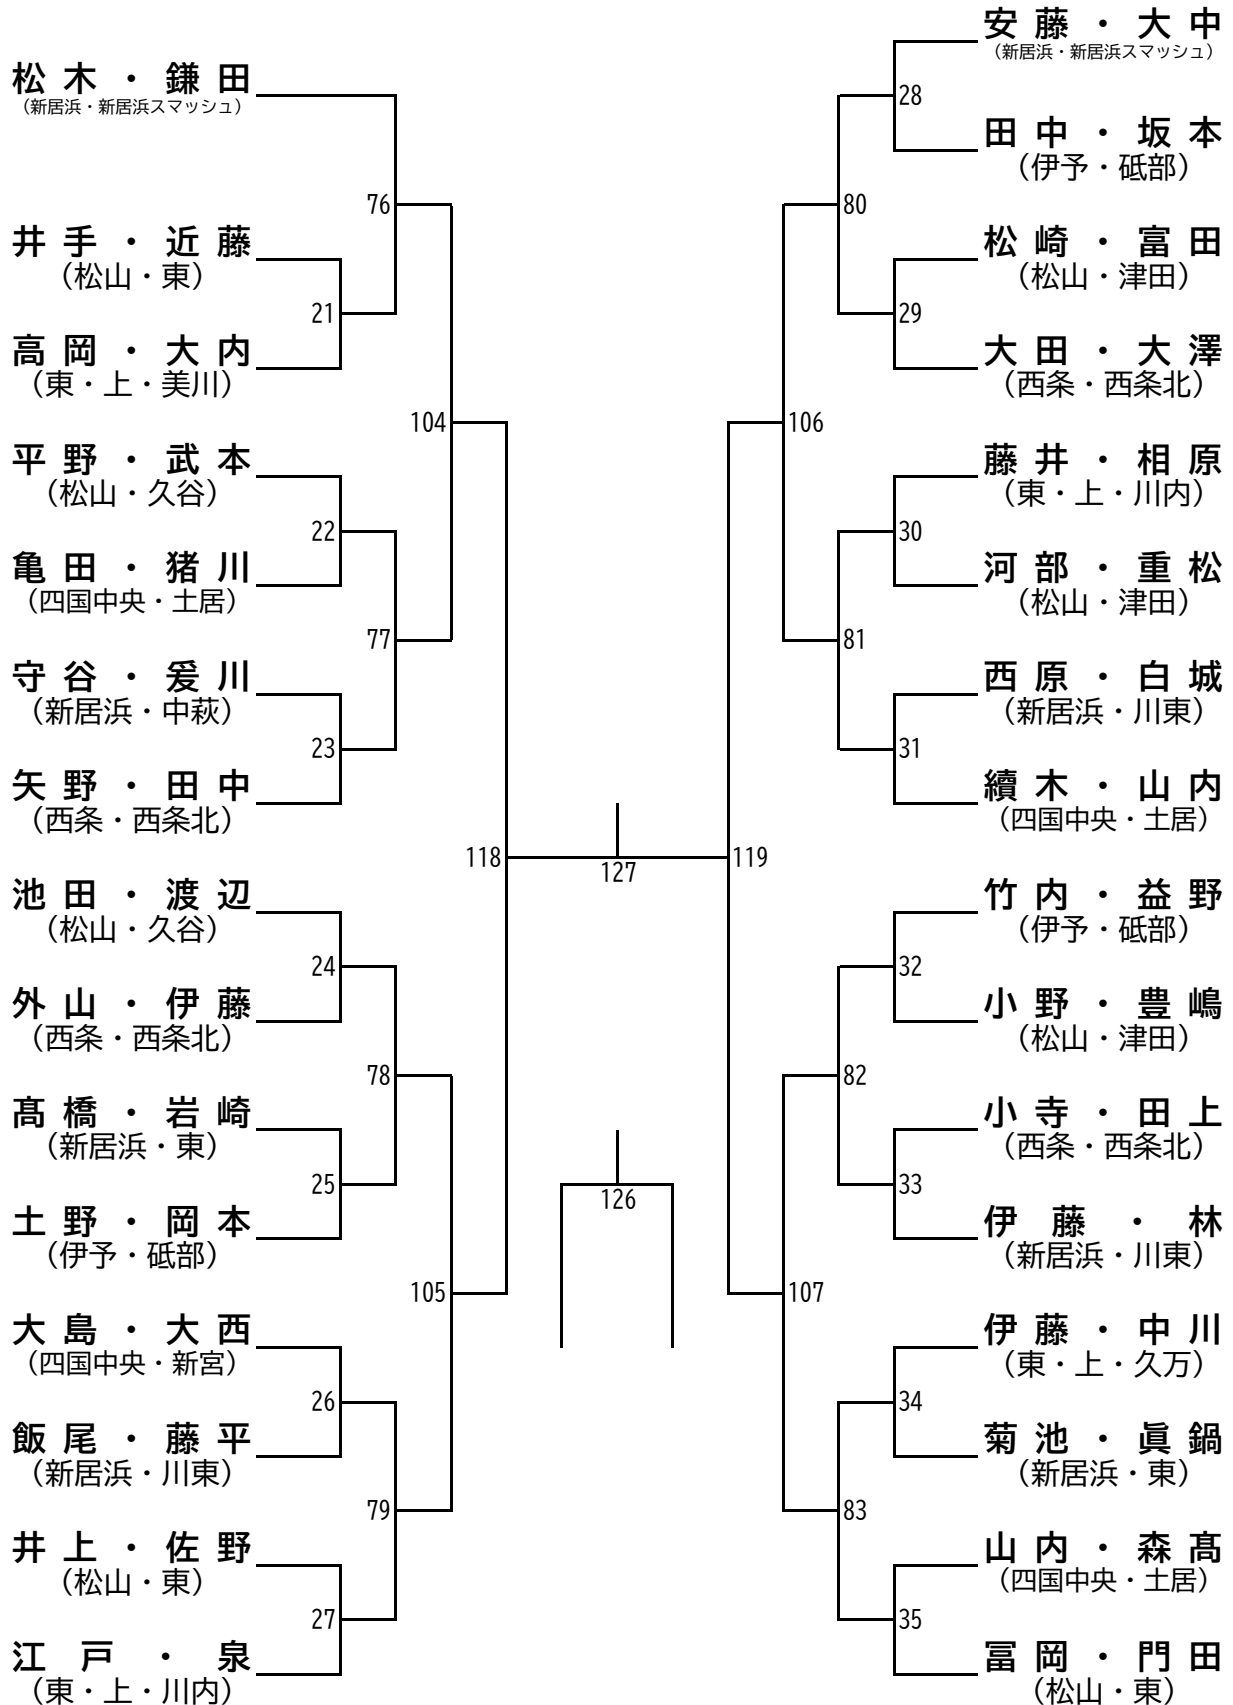 松木・鎌田
（新居浜・新居浜スマッシュ）
井手・近藤
（松山・東）
高岡・大内
（東・上・美川）
平野・武本
（松山・久谷）
亀田・猪川
（四国中央・土居）
守谷・爰川
（新居浜・中萩）
矢野・田中
（西条・西条北）
池田・渡辺
（松山・久谷）
外山・伊藤
（西条・西条北）
髙橋・岩崎
（新居浜・東）
土野・岡本
（伊予・砥部）
大島・大西
（四国中央・新宮）
飯尾・藤平
（新居浜・川東）
井上・佐野
（松山・東）
江戸・泉
（東・上・川内）
21
22
23
24
25
26
27
76
77
78
79
104
105
118
127
126
119
106
107
80
81
82
83
28
29
30
31
32
33
34
35
安藤・大中
（新居浜・新居浜スマッシュ）
田中・坂本
（伊予・砥部）
松崎・富田
（松山・津田）
大田・大澤
（西条・西条北）
藤井・相原
（東・上・川内）
河部・重松
（松山・津田）
西原・白城
（新居浜・川東）
續木・山内
（四国中央・土居）
竹内・益野
（伊予・砥部）
小野・豊嶋
（松山・津田）
小寺・田上
（西条・西条北）
伊藤・林
（新居浜・川東）
伊藤・中川
（東・上・久万）
菊池・眞鍋
（新居浜・東）
山内・森髙
（四国中央・土居）
冨岡・門田
（松山・東）